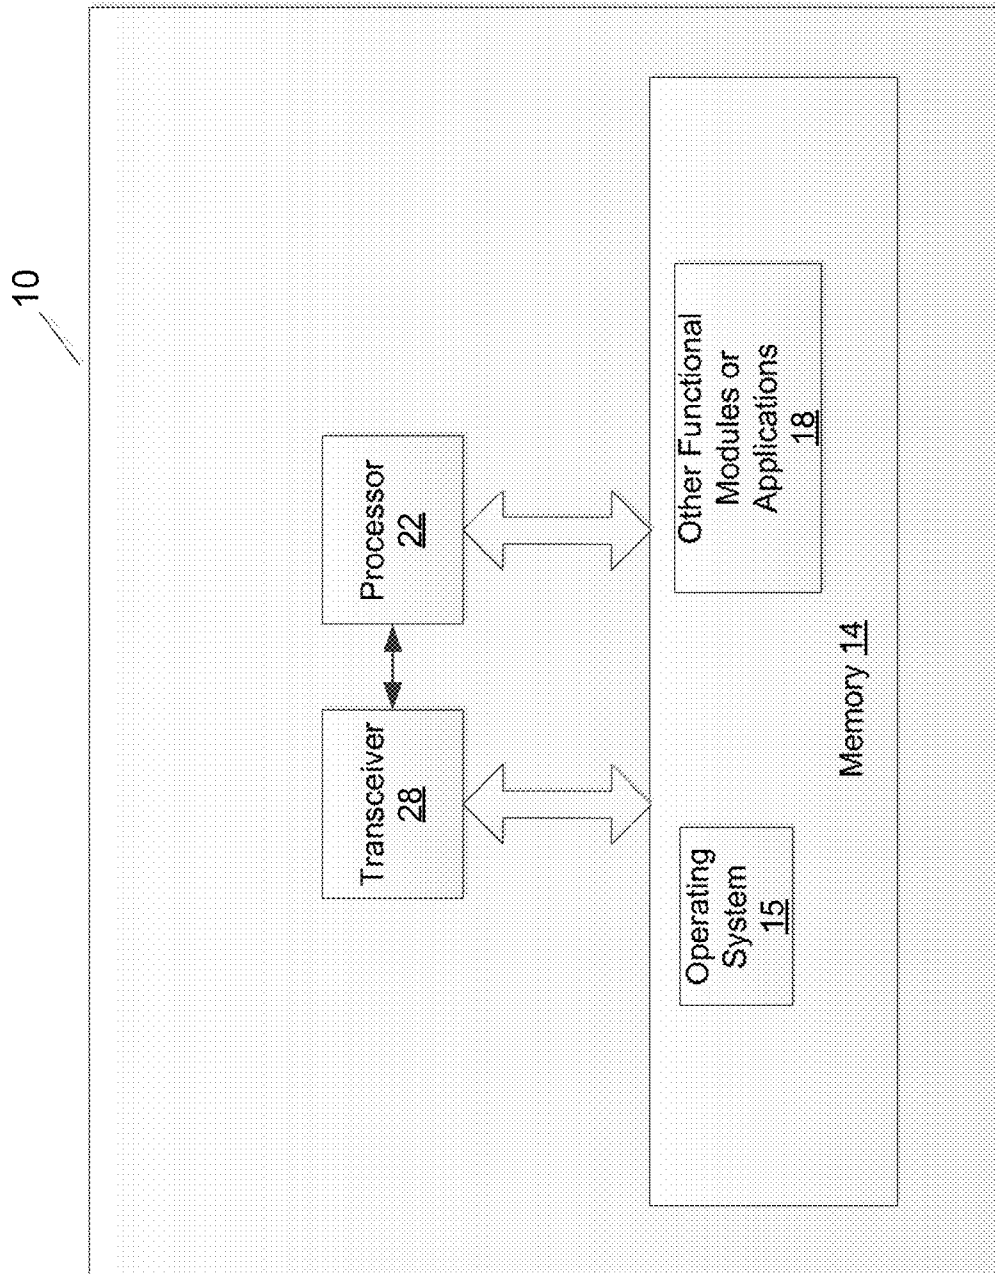 10
Transceiver
28
Processor
22
Operating
System
15
Other Functional
Modules or
Applications
18
Memory 14